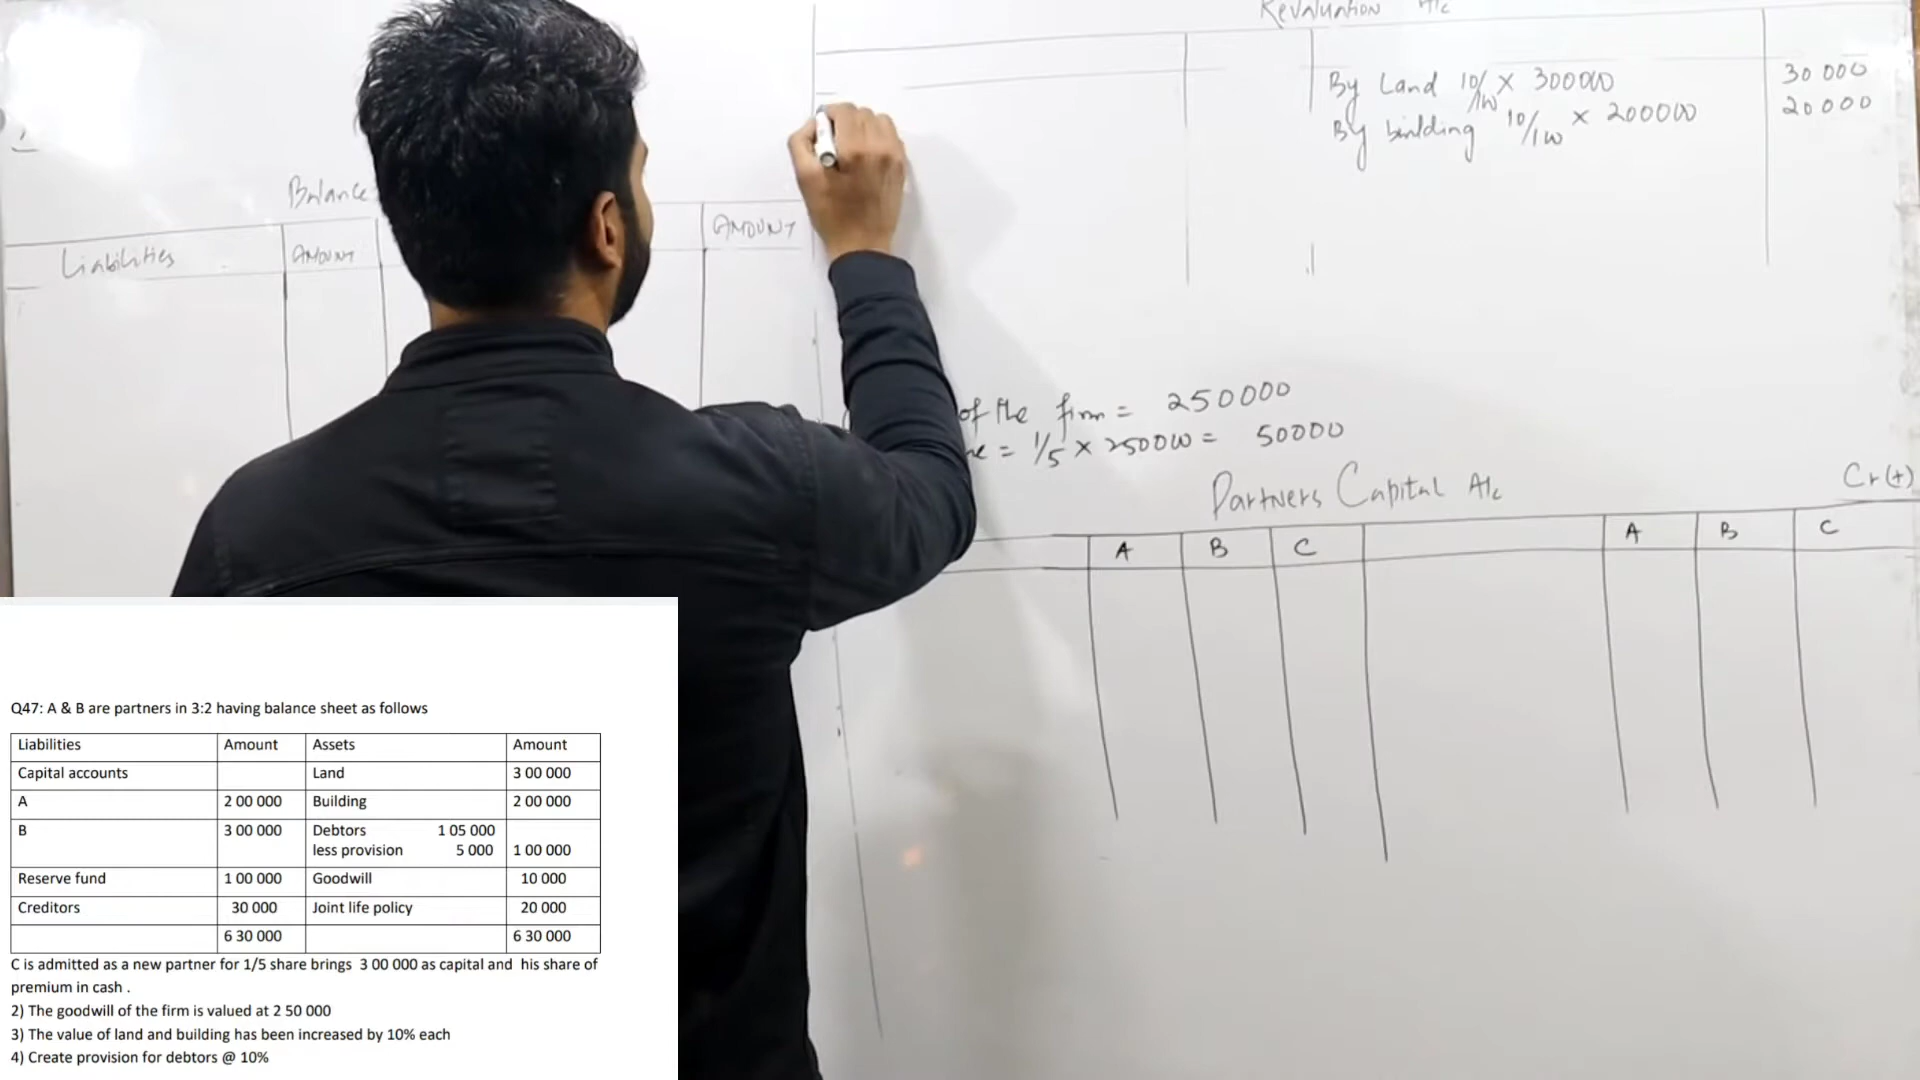 Revaluation A/c
By Land 10/100 X 300000 30 000
By building 10/100 X 200000 20 000
Balance
Liabilities AMOUNT AMOUNT
of the firm = 250000
= 1/5 X 250000 = 50000
Partners Capital A/c Cr(+)
A B C A B C
Q47: A & B are partners in 3:2 having balance sheet as follows
Liabilities Amount Assets Amount
Capital accounts Land 3 00 000
A 2 00 000 Building 2 00 000
B 3 00 000 Debtors 1 05 000
less provision 5 000 1 00 000
Reserve fund 1 00 000 Goodwill 10 000
Creditors 30 000 Joint life policy 20 000
6 30 000 6 30 000
C is admitted as a new partner for 1/5 share brings 3 00 000 as capital and his share of
premium in cash .
2) The goodwill of the firm is valued at 2 50 000
3) The value of land and building has been increased by 10% each
4) Create provision for debtors @ 10%